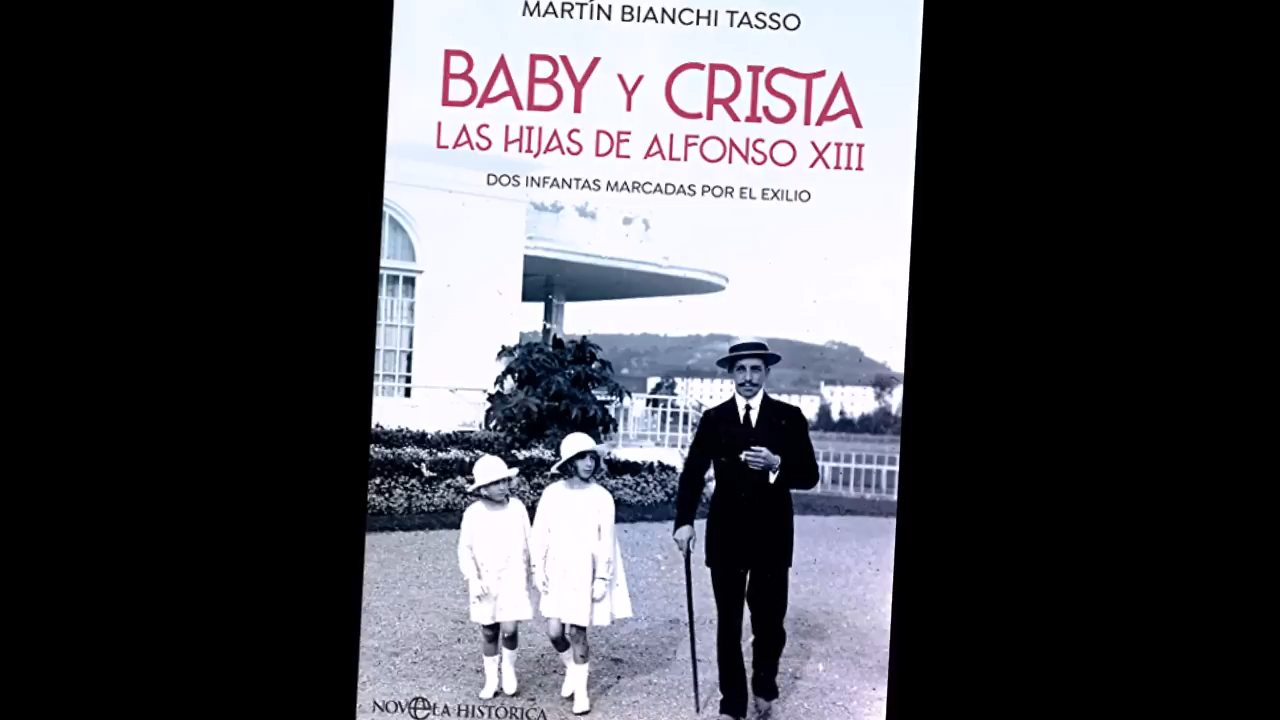 MARTÍN BIANCHI TASSO
BABY Y CRISTA
LAS HIJAS DE ALFONSO XIII
DOS INFANTAS MARCADAS POR EL EXILIO
NOVELA HISTÓRICA